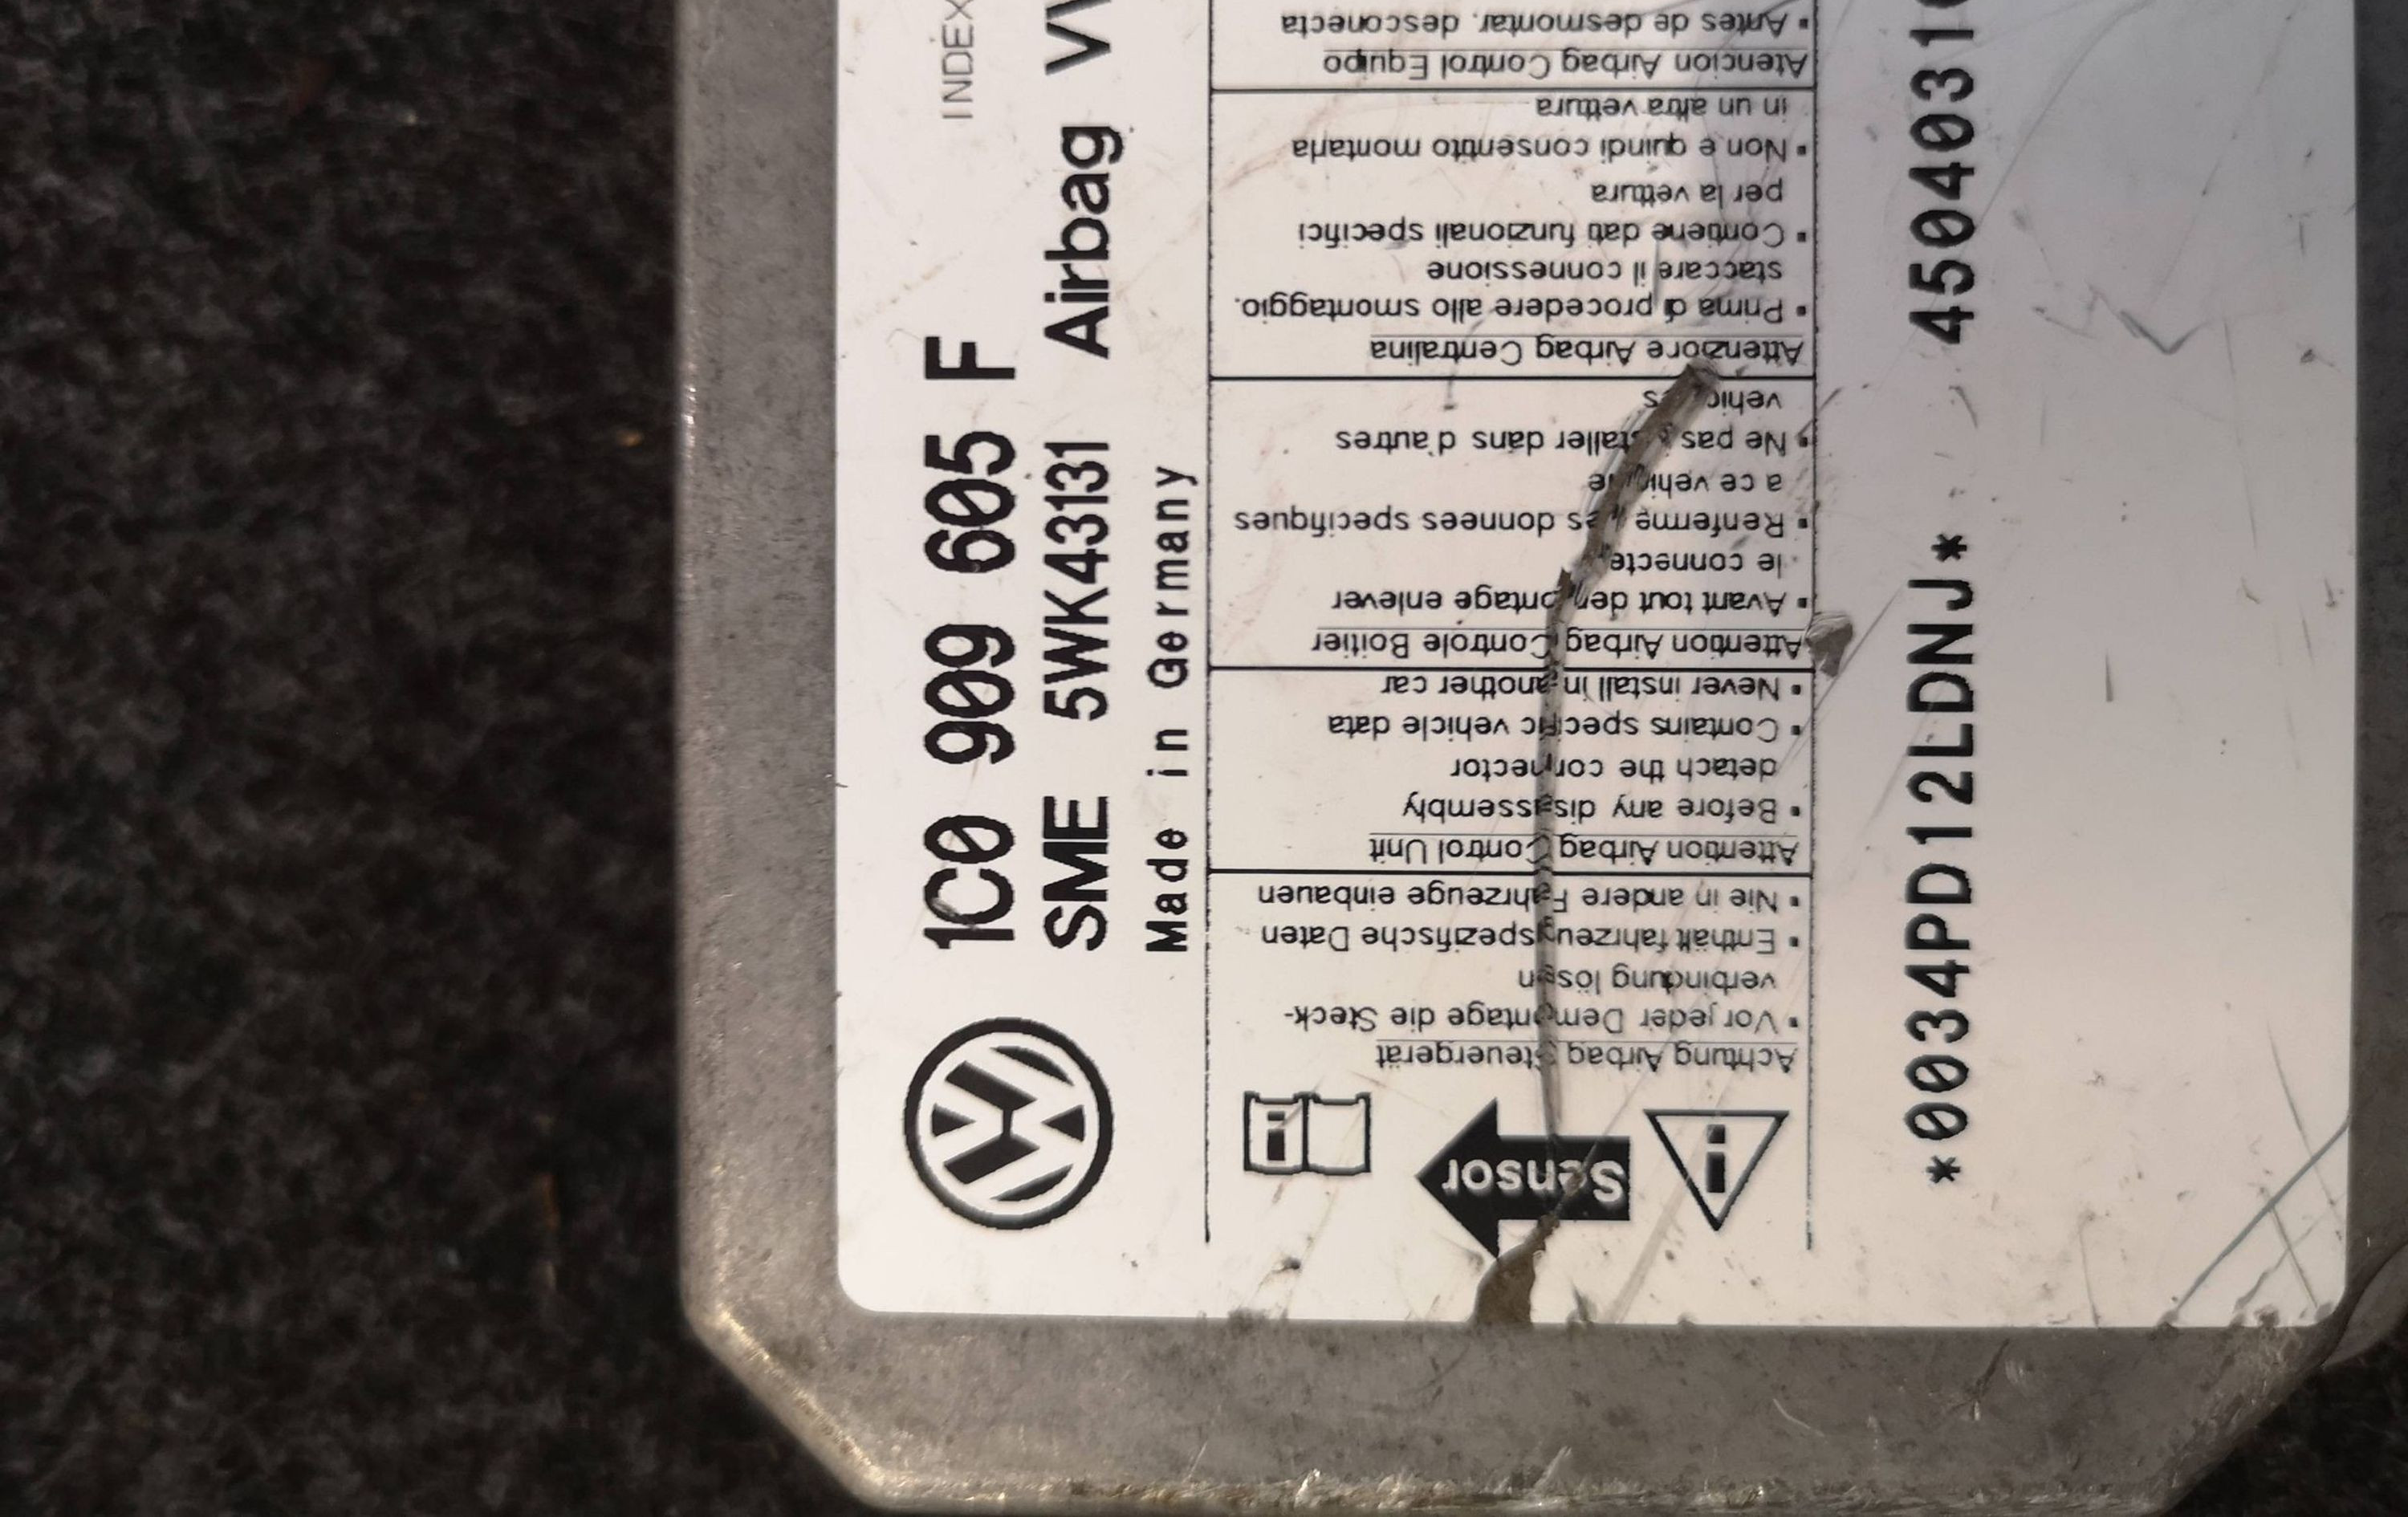 INDEX
1C0 909 605 F
SME 5WK43131 Airbag VW
Made in Germany
Sensor
Achtung Airbag Steuergerät
▪ Vor jeder Demontage die Steck-
verbindung lösen
▪ Enthält fahrzeugspezifische Daten
▪ Nie in andere Fahrzeuge einbauen
Attention Airbag Control Unit
▪ Before any disassembly
detach the connector
▪ Contains specific vehicle data
▪ Never install in another car
Attention Airbag Controle Boitier
▪ Avant tout demontage enlever
le connecte
▪ Renferme des donnees specifiques
a ce vehicule
▪ Ne pas installer dans d'autres
vehicules
Attenzione Airbag Centralina
▪ Prima di procedere allo smontaggio.
staccare il connessione
▪ Contiene dati funzionali specifici
per la vettura
▪ Non e quindi consentito montarla
in un altra vettura
Atencion Airbag Control Equipo
▪ Antes de desmontar, desconecta
*0034PD12LDNJ* 4504031